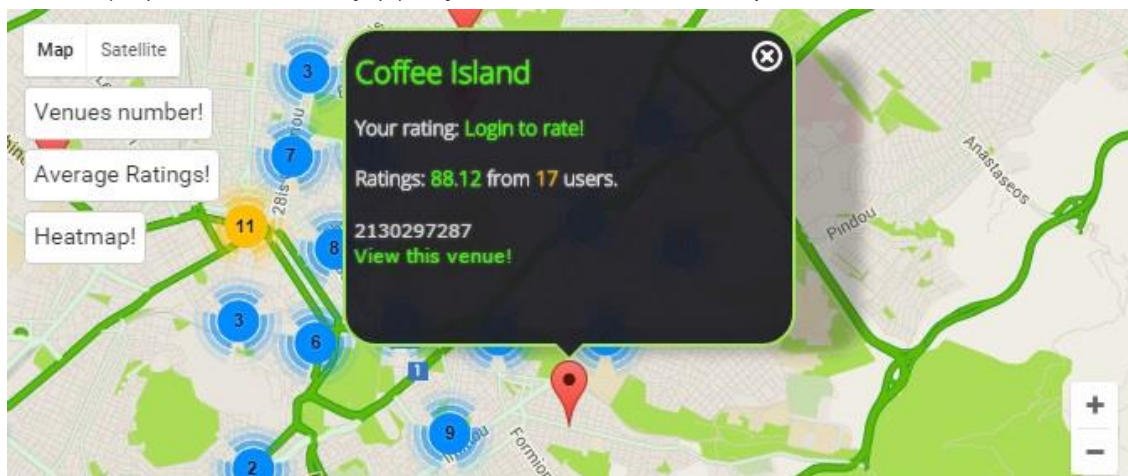 Map Satellite
Venues number!
Average Ratings!
Heatmap!
Coffee Island
Your rating: Login to rate!
Ratings: 88.12 from 17 users.
2130297287
View this venue!
3
7
11
8
3
6
1
9
2
28is
Anastaseos
Pindou
Formion
+
−